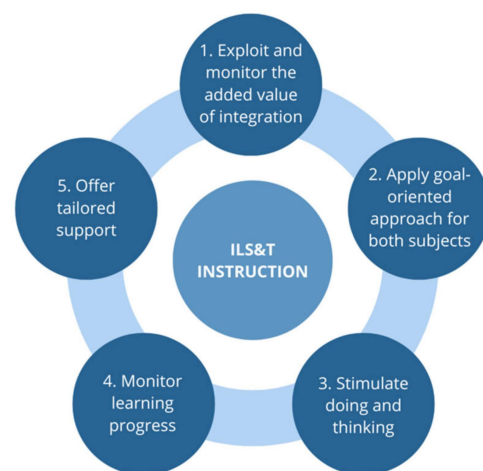 1. Exploit and
monitor the
added value
of integration
2. Apply goal-
oriented
approach for
both subjects
3. Stimulate
doing and
thinking
4. Monitor
learning
progress
5. Offer
tailored
support
ILS&T
INSTRUCTION